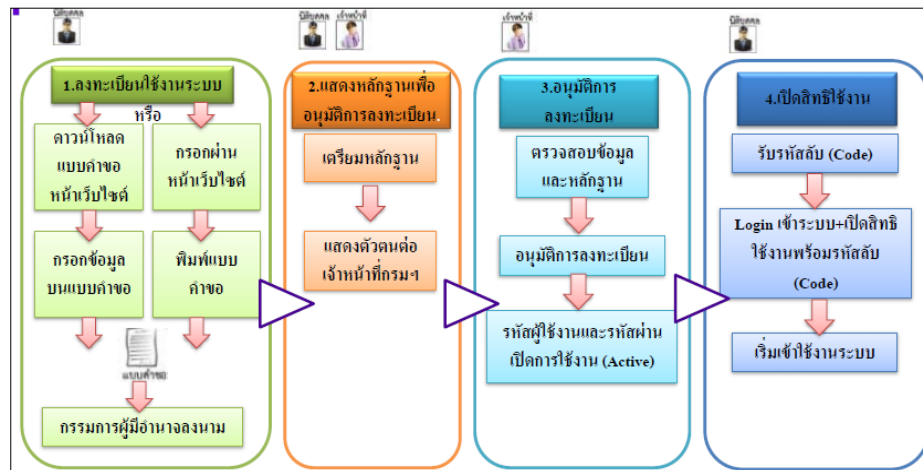 นิติบุคคล
1.ลงทะเบียนใช้งานระบบ
หรือ
ดาวน์โหลด
แบบคำขอ
หน้าเว็บไซต์
กรอกผ่าน
หน้าเว็บไซต์
กรอกข้อมูล
บนแบบคำขอ
พิมพ์แบบ
คำขอ
แบบคำขอ
กรรมการผู้มีอำนาจลงนาม
นิติบุคคล
เจ้าหน้าที่
2.แสดงหลักฐานเพื่อ
อนุมัติการลงทะเบียน.
เตรียมหลักฐาน
แสดงตัวตนต่อ
เจ้าหน้าที่กรมฯ
เจ้าหน้าที่
3.อนุมัติการ
ลงทะเบียน
ตรวจสอบข้อมูล
และหลักฐาน
อนุมัติการลงทะเบียน
รหัสผู้ใช้งานและรหัสผ่าน
เปิดการใช้งาน (Active)
นิติบุคคล
4.เปิดสิทธิใช้งาน
รับรหัสลับ (Code)
Login เข้าระบบ+เปิดสิทธิ
ใช้งานพร้อมรหัสลับ
(Code)
เริ่มเข้าใช้งานระบบ